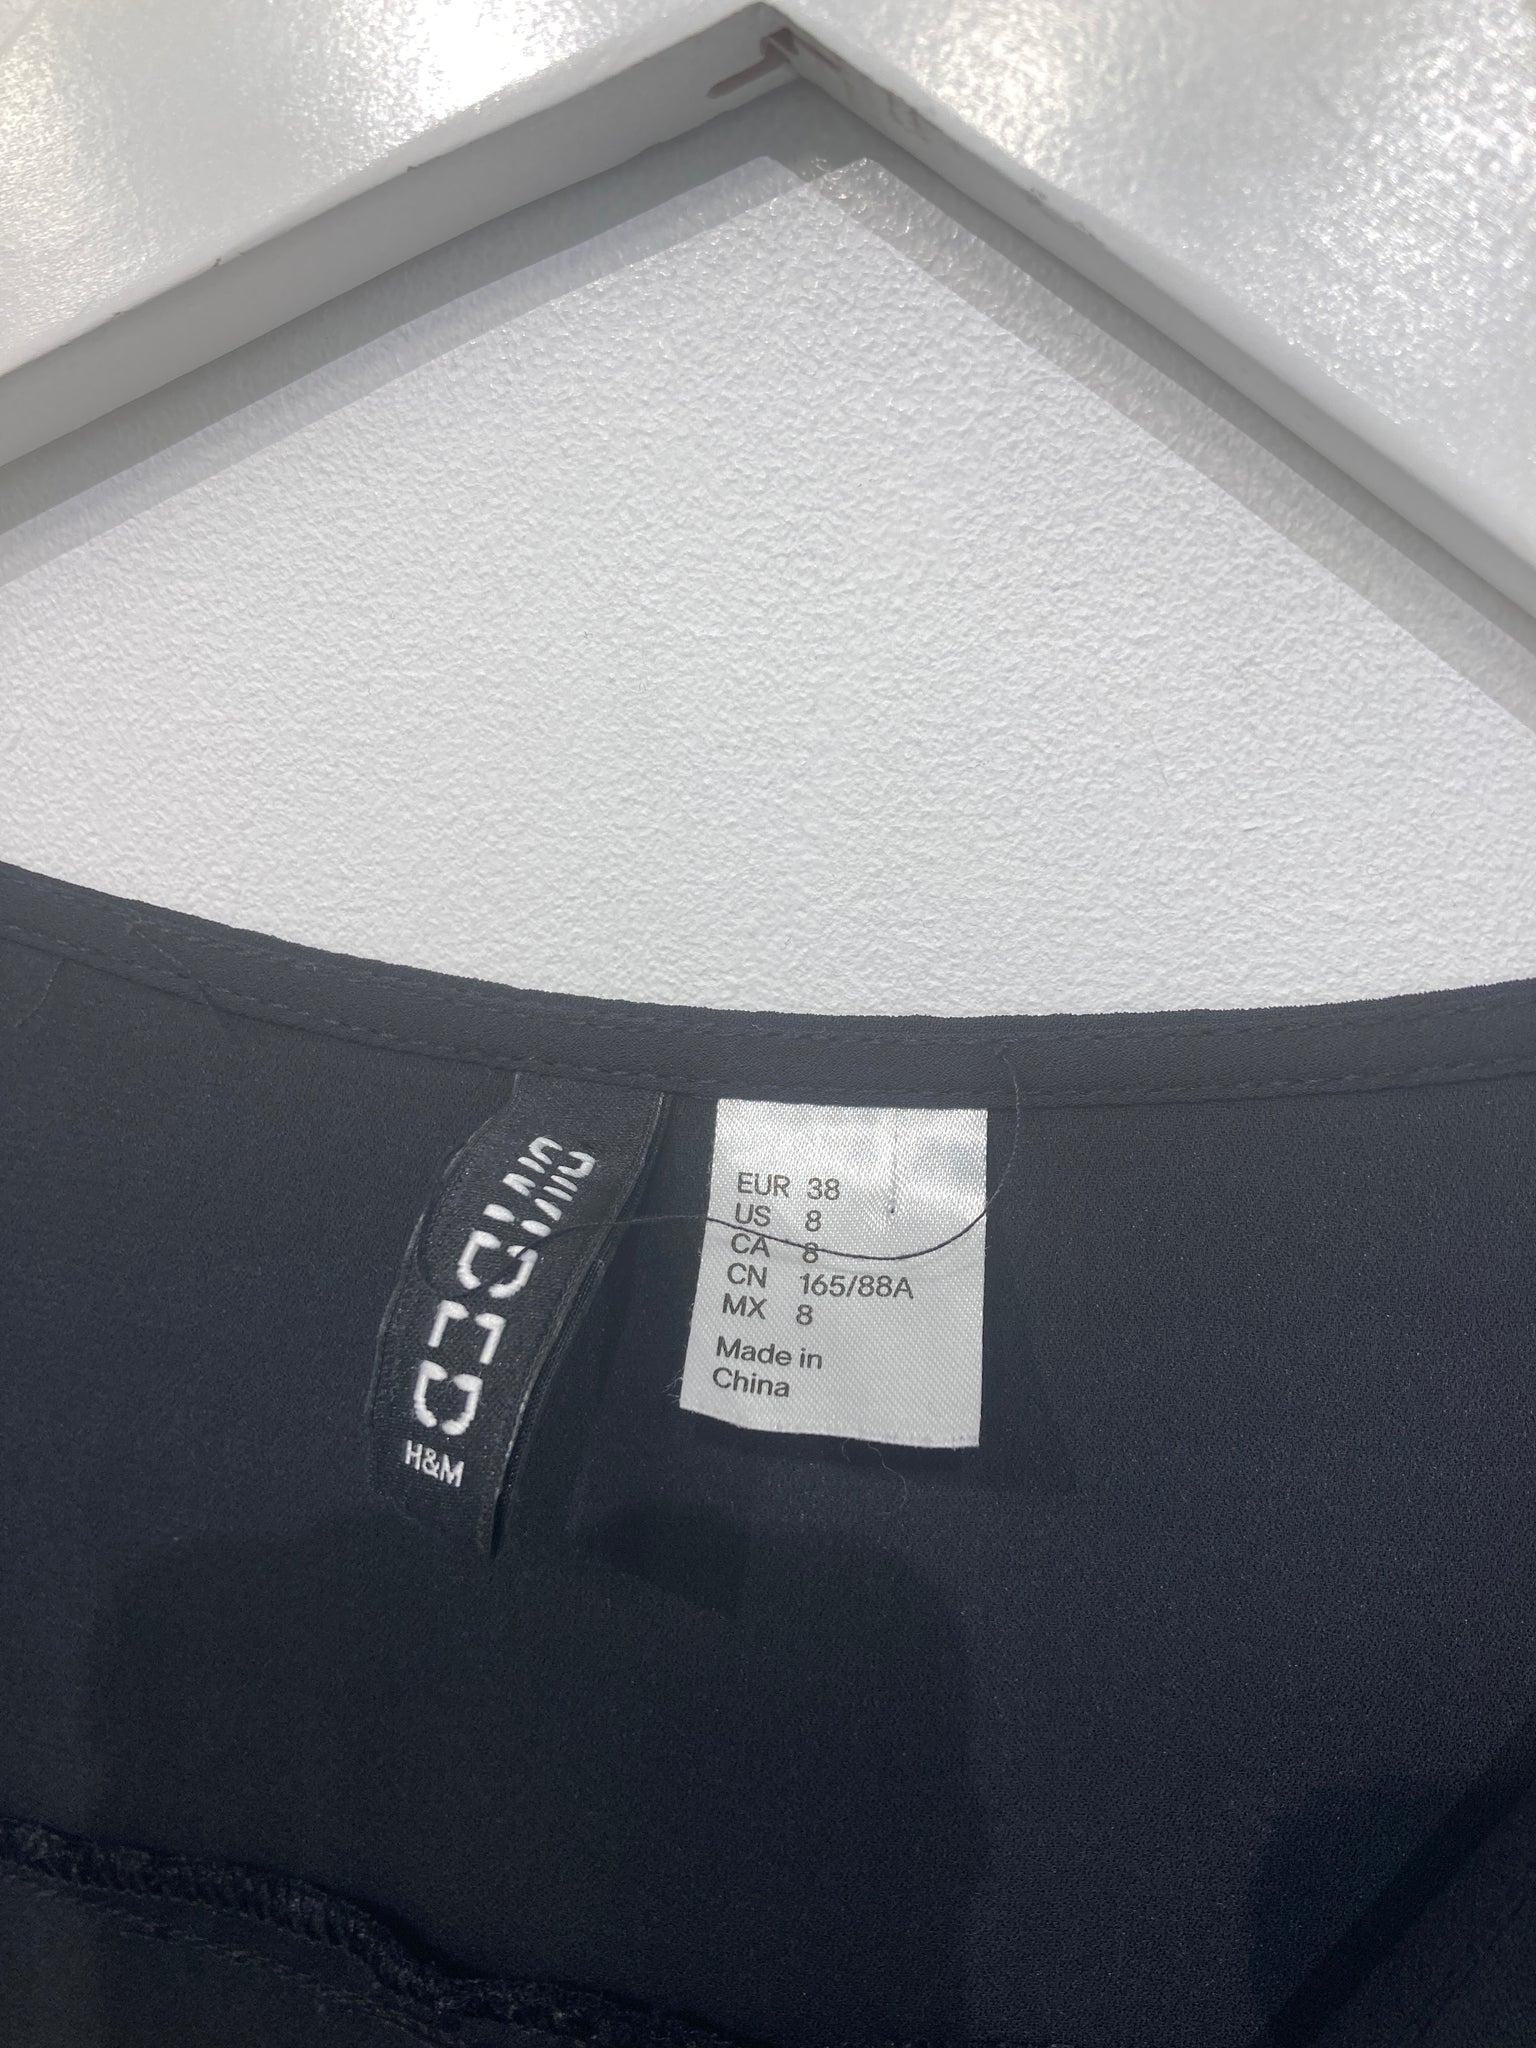 DIVIDED
H&M
EUR 38
US 8
CA 8
CN 165/88A
MX 8
Made in
China